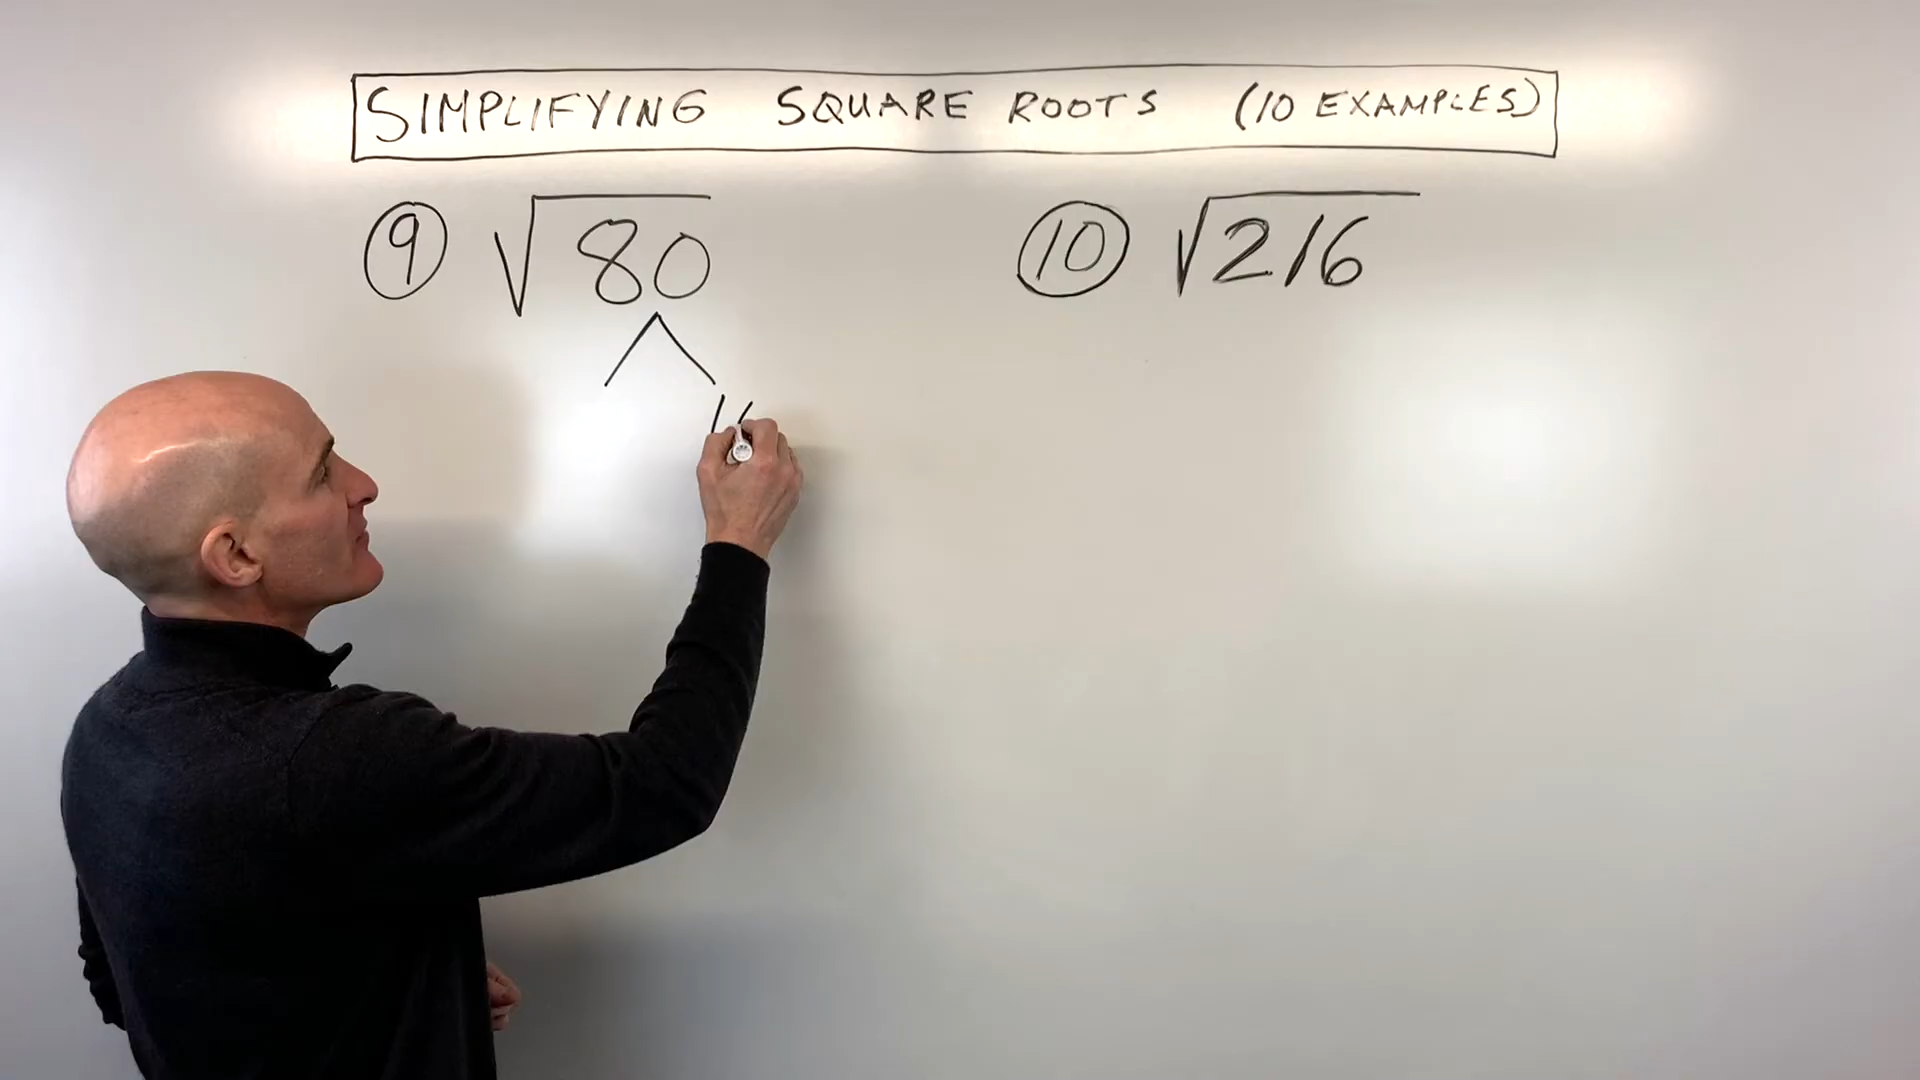 SIMPLIFYING SQUARE ROOTS (10 EXAMPLES)
⑨ √80
⑩ √216